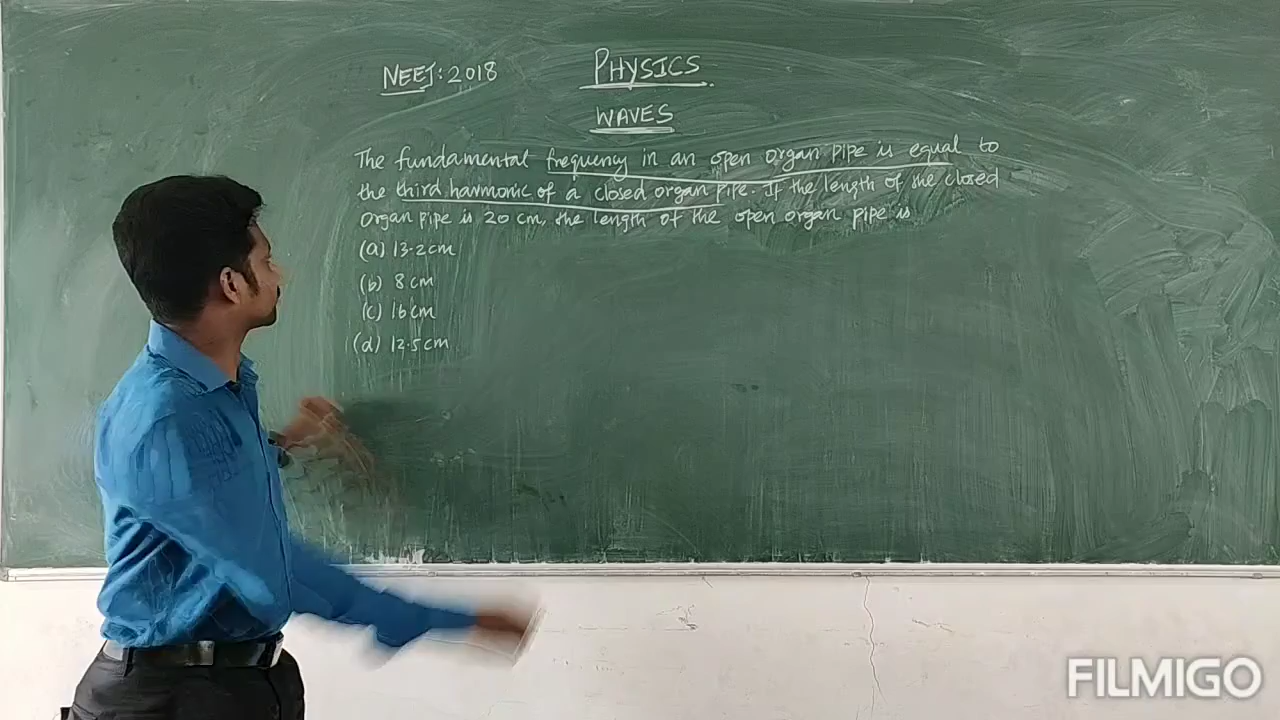 NEET: 2018
PHYSICS
WAVES
The fundamental frequency in an open organ pipe is equal to
the third harmonic of a closed organ pipe. If the length of the closed
organ pipe is 20 cm, the length of the open organ pipe is
(a) 13.2 cm
(b) 8 cm
(c) 16 cm
(d) 12.5 cm
FILMIGO